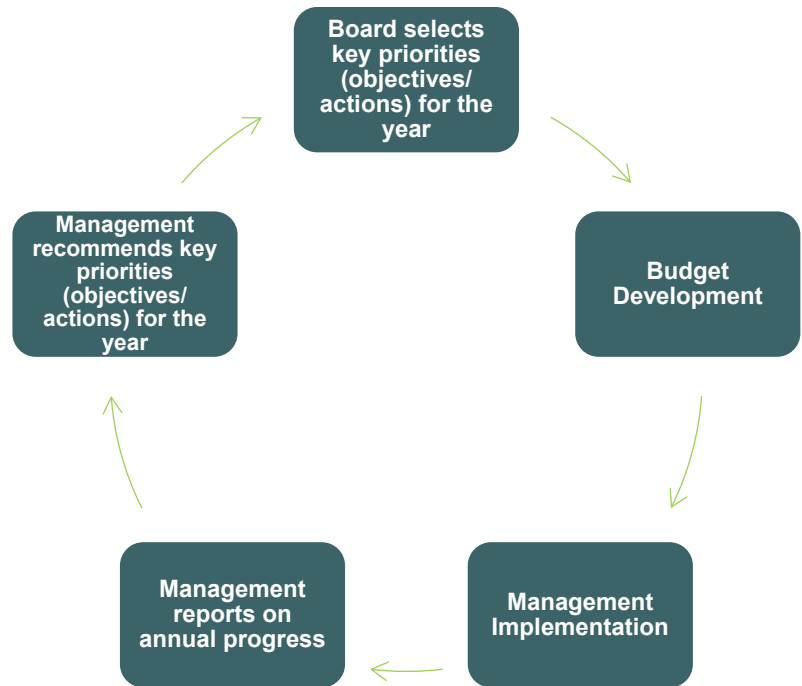 Board selects
key priorities
(objectives/
actions) for the
year
Budget
Development
Management
Implementation
Management
reports on
annual progress
Management
recommends key
priorities
(objectives/
actions) for the
year